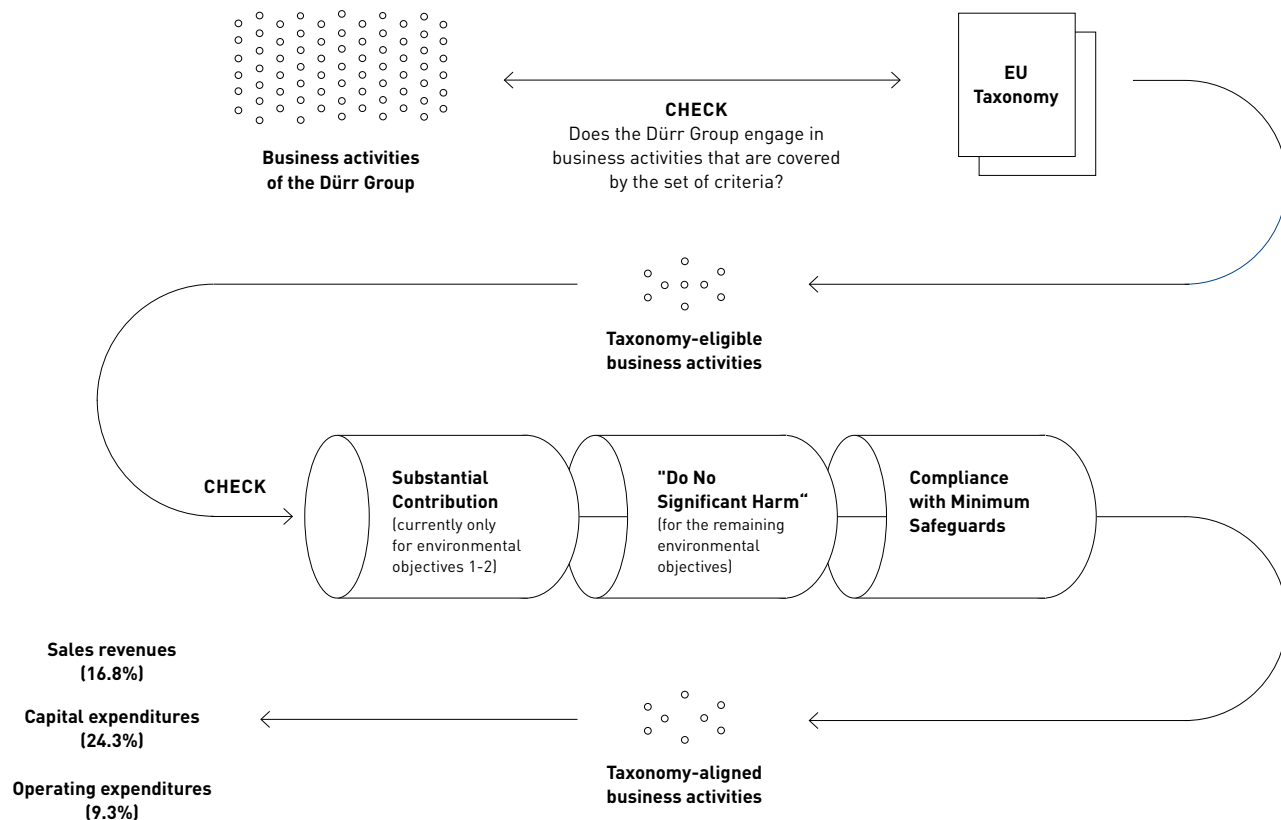 EU
Taxonomy
CHECK
Does the Dürr Group engage in
business activities that are covered
by the set of criteria?
Business activities
of the Dürr Group
Taxonomy-eligible
business activities
CHECK
Substantial
Contribution
(currently only
for environmental
objectives 1-2)
"Do No
Significant Harm“
(for the remaining
environmental
objectives)
Compliance
with Minimum
Safeguards
Sales revenues
(16.8%)
Capital expenditures
(24.3%)
Operating expenditures
(9.3%)
Taxonomy-aligned
business activities